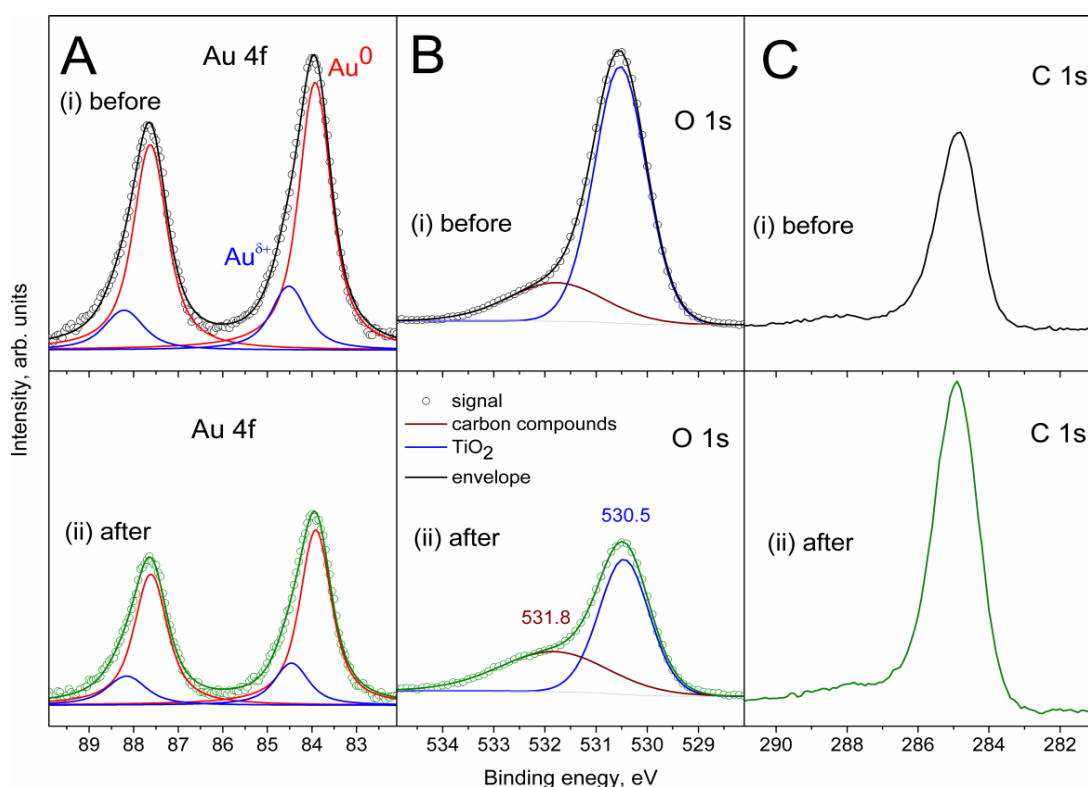 A
Au 4f
Au⁰
(i) before
Au^δ+
B
O 1s
(i) before
C
C 1s
(i) before
Intensity, arb. units
Au 4f
(ii) after
signal
carbon compounds
TiO₂
envelope
O 1s
(ii) after
530.5
531.8
C 1s
(ii) after
89 88 87 86 85 84 83
534 533 532 531 530 529
290 288 286 284 282
Binding enegy, eV